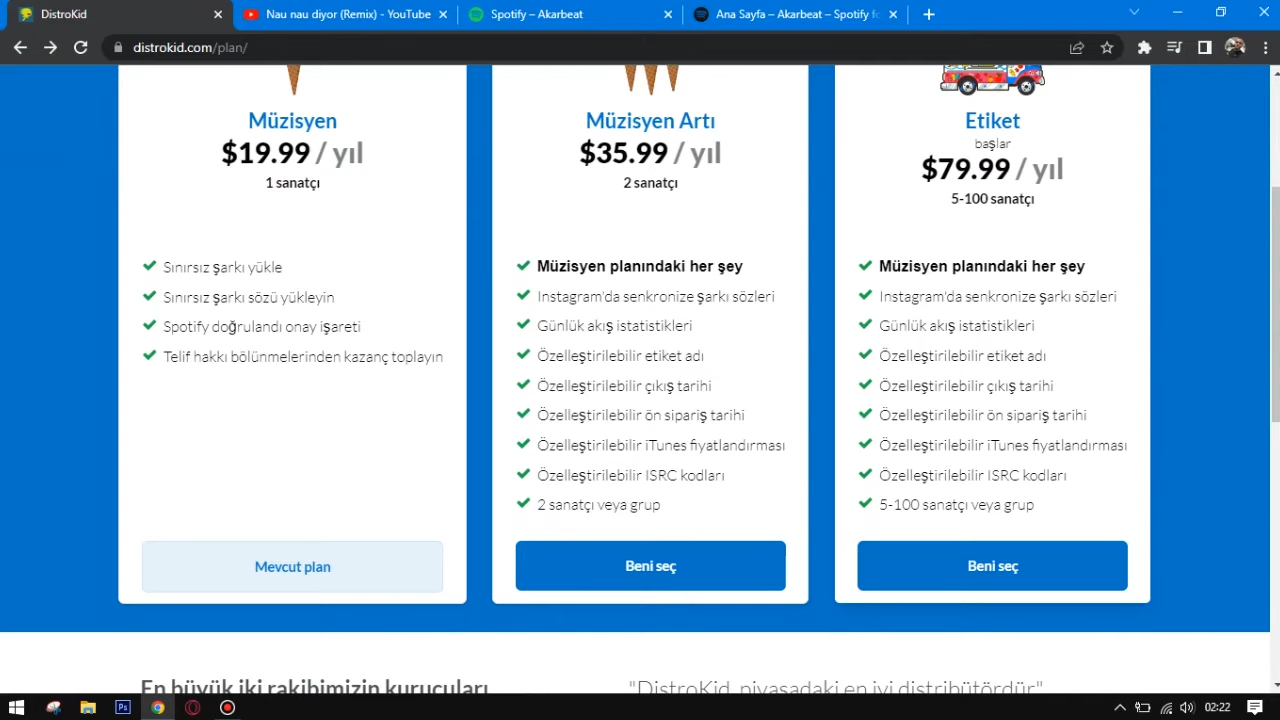 DistroKid
Nau nau diyor (Remix) - YouTube
Spotify – Akarbeat
Ana Sayfa – Akarbeat – Spotify fo
distrokid.com/plan/
Müzisyen
$19.99 / yıl
1 sanatçı
Sınırsız şarkı yükle
Sınırsız şarkı sözü yükleyin
Spotify doğrulandı onay işareti
Telif hakkı bölünmelerinden kazanç toplayın
Mevcut plan
Müzisyen Artı
$35.99 / yıl
2 sanatçı
Müzisyen planındaki her şey
Instagram'da senkronize şarkı sözleri
Günlük akış istatistikleri
Özelleştirilebilir etiket adı
Özelleştirilebilir çıkış tarihi
Özelleştirilebilir ön sipariş tarihi
Özelleştirilebilir iTunes fiyatlandırması
Özelleştirilebilir ISRC kodları
2 sanatçı veya grup
Beni seç
Etiket
başlar
$79.99 / yıl
5-100 sanatçı
Müzisyen planındaki her şey
Instagram'da senkronize şarkı sözleri
Günlük akış istatistikleri
Özelleştirilebilir etiket adı
Özelleştirilebilir çıkış tarihi
Özelleştirilebilir ön sipariş tarihi
Özelleştirilebilir iTunes fiyatlandırması
Özelleştirilebilir ISRC kodları
5-100 sanatçı veya grup
Beni seç
En büyük iki rakibimizin kurucuları
"DistroKid, piyasadaki en iyi distribütördür"
Ps
02:22